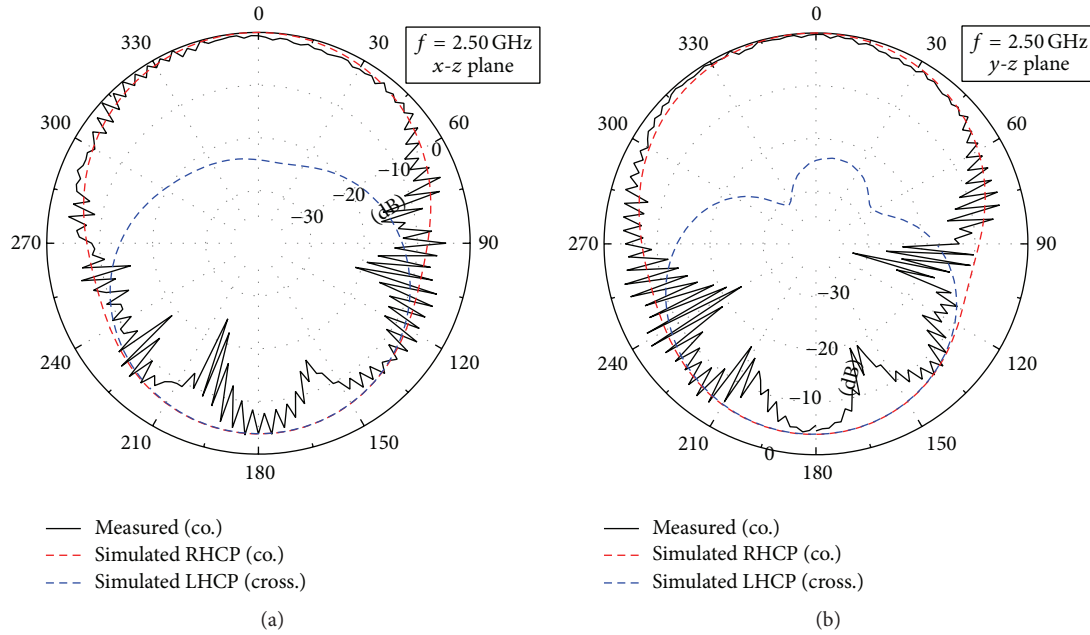 0
30
60
90
120
150
180
210
240
270
300
330
0
−10
−20
−30
(dB)
f = 2.50 GHz
x-z plane
Measured (co.)
Simulated RHCP (co.)
Simulated LHCP (cross.)
(a)
0
30
60
90
120
150
180
210
240
270
300
330
−30
−20
−10
0
(dB)
f = 2.50 GHz
y-z plane
Measured (co.)
Simulated RHCP (co.)
Simulated LHCP (cross.)
(b)